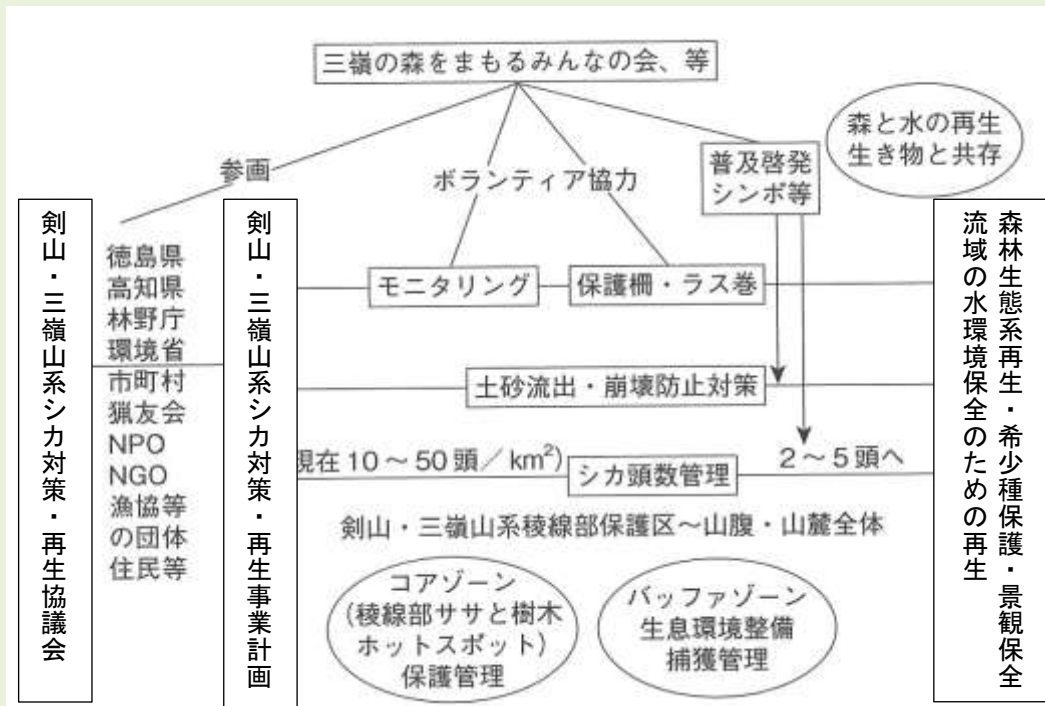 三嶺の森をまもるみんなの会、等
森と水の再生
生き物と共存
参画
ボランティア協力
普及啓発
シンポ等
剣山・三嶺山系シカ対策・再生協議会
徳島県
高知県
林野庁
環境省
市町村
猟友会
NPO
NGO
漁協等
の団体
住民等
剣山・三嶺山系シカ対策・再生事業計画
モニタリング
保護柵・ラス巻
土砂流出・崩壊防止対策
現在10～50頭／km²)
シカ頭数管理
2～5頭へ
剣山・三嶺山系稜線部保護区～山腹・山麓全体
コアゾーン
(稜線部ササと樹木
ホットスポット)
保護管理
バッファゾーン
生息環境整備
捕獲管理
森林生態系再生・希少種保護・景観保全
流域の水環境保全のための再生